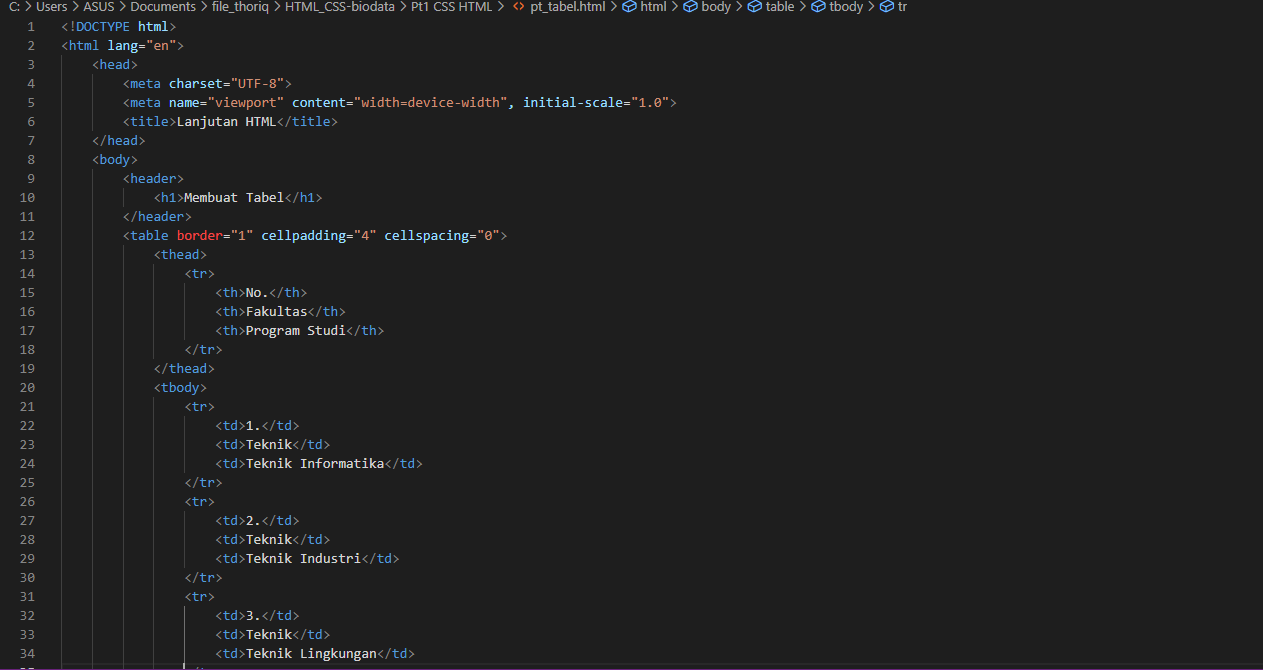 C: > Users > ASUS > Documents > file_thoriq > HTML_CSS-biodata > Pt1 CSS HTML > <> pt_tabel.html > html > body > table > tbody > tr
1 <!DOCTYPE html>
2 <html lang="en">
3 <head>
4 <meta charset="UTF-8">
5 <meta name="viewport" content="width=device-width", initial-scale="1.0">
6 <title>Lanjutan HTML</title>
7 </head>
8 <body>
9 <header>
10 <h1>Membuat Tabel</h1>
11 </header>
12 <table border="1" cellpadding="4" cellspacing="0">
13 <thead>
14 <tr>
15 <th>No.</th>
16 <th>Fakultas</th>
17 <th>Program Studi</th>
18 </tr>
19 </thead>
20 <tbody>
21 <tr>
22 <td>1.</td>
23 <td>Teknik</td>
24 <td>Teknik Informatika</td>
25 </tr>
26 <tr>
27 <td>2.</td>
28 <td>Teknik</td>
29 <td>Teknik Industri</td>
30 </tr>
31 <tr>
32 <td>3.</td>
33 <td>Teknik</td>
34 <td>Teknik Lingkungan</td>